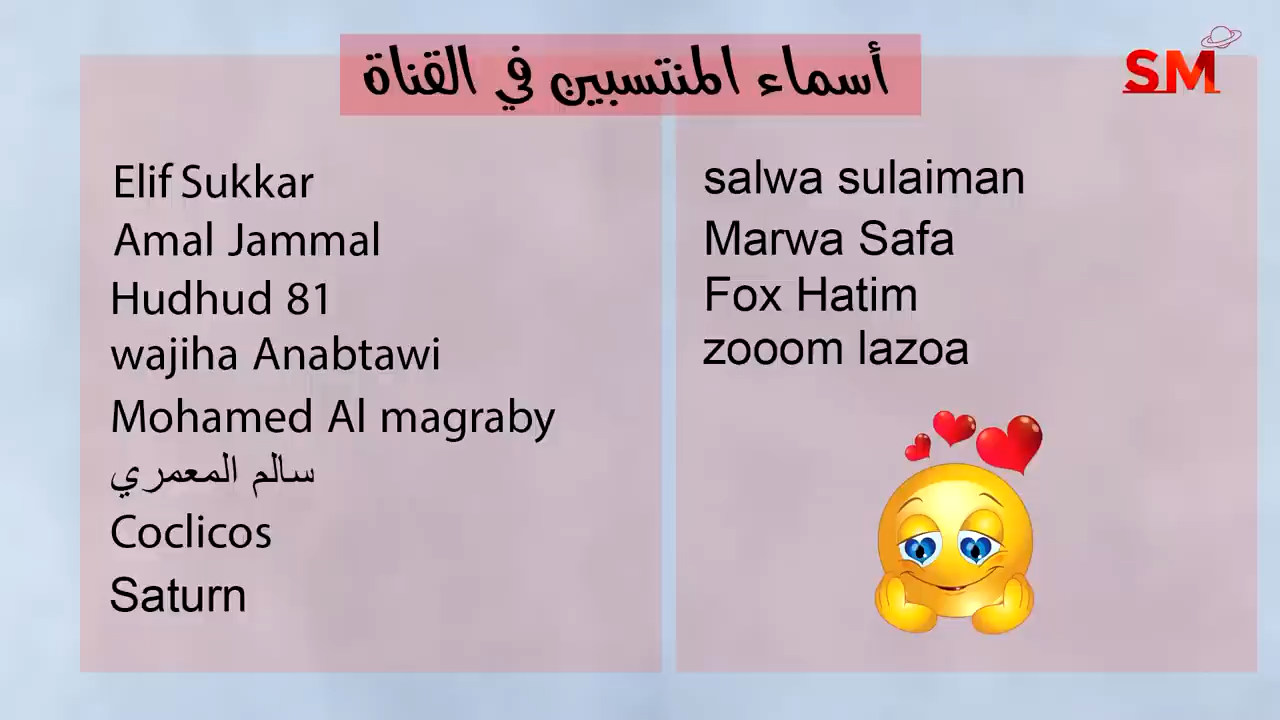 أسماء المنتسبين في القناة
SM
Elif Sukkar
Amal Jammal
Hudhud 81
wajiha Anabtawi
Mohamed Al magraby
سالم المعمري
Coclicos
Saturn
salwa sulaiman
Marwa Safa
Fox Hatim
zooom lazoa